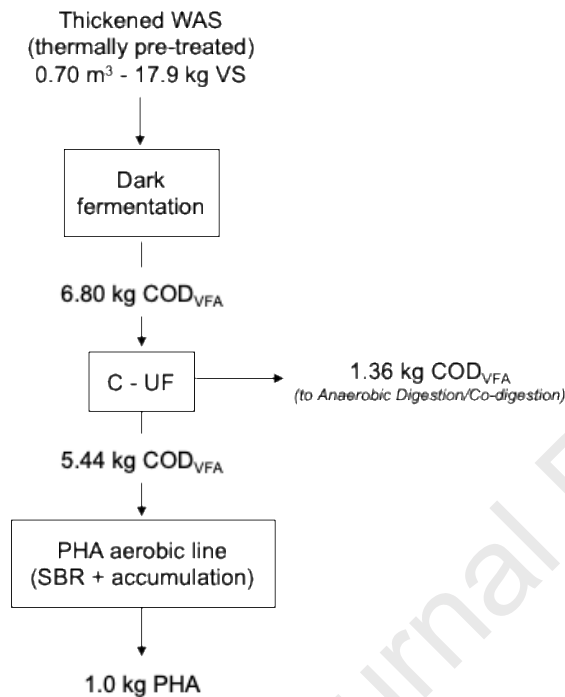 Thickened WAS
(thermally pre-treated)
0.70 m³ - 17.9 kg VS
Dark
fermentation
6.80 kg COD_VFA
C - UF
1.36 kg COD_VFA
(to Anaerobic Digestion/Co-digestion)
5.44 kg COD_VFA
PHA aerobic line
(SBR + accumulation)
1.0 kg PHA